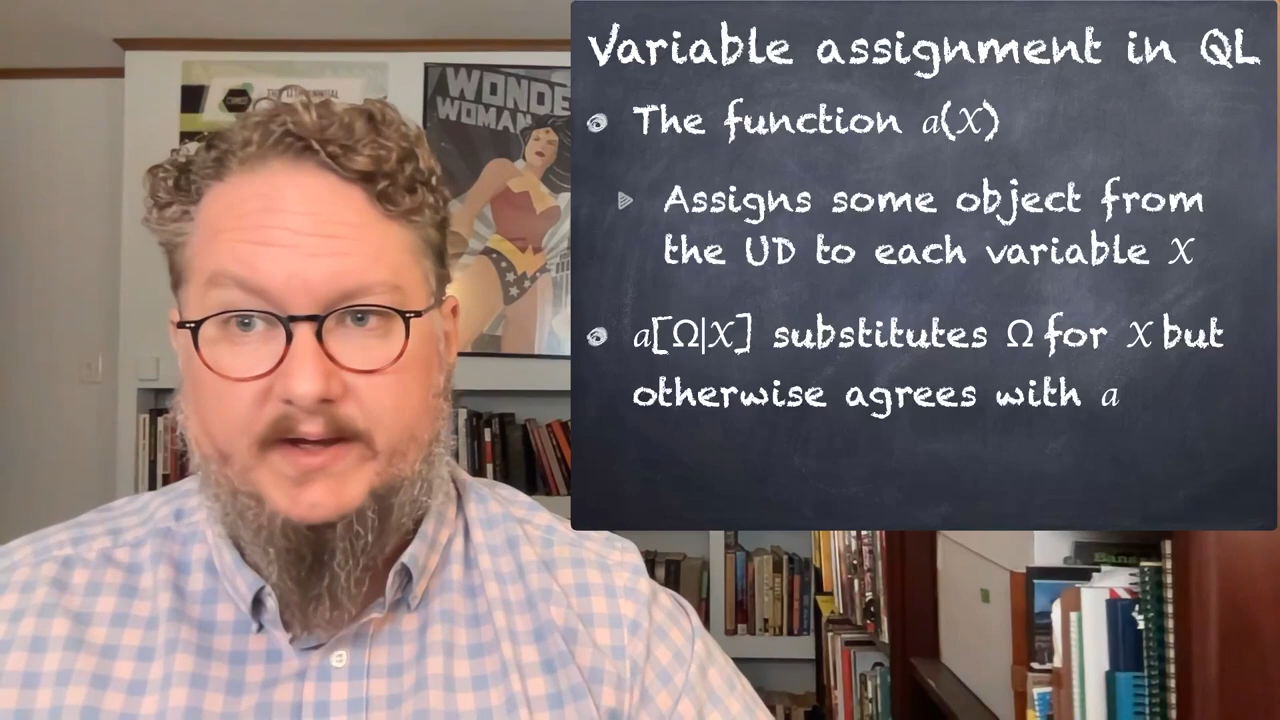 Variable assignment in QL
The function a(χ)
Assigns some object from
the UD to each variable χ
a[Ω|χ] substitutes Ω for χ but
otherwise agrees with a
WONDE
WOMAN